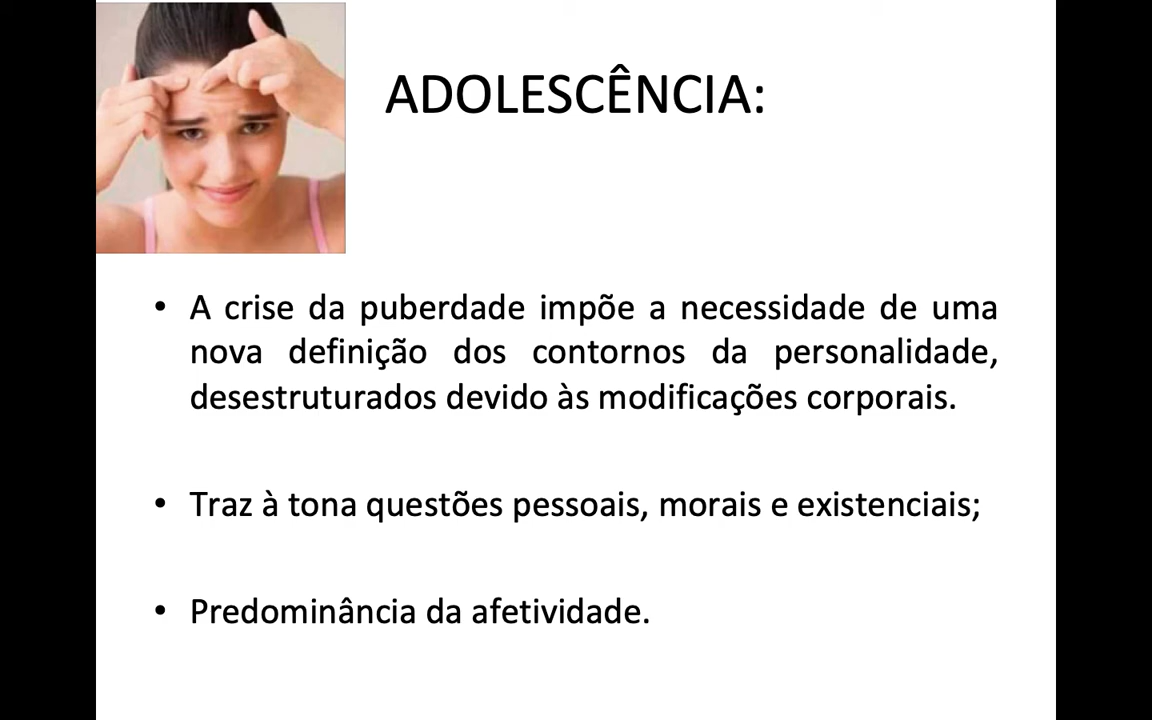 ADOLESCÊNCIA:
• A crise da puberdade impõe a necessidade de uma
nova definição dos contornos da personalidade,
desestruturados devido às modificações corporais.
• Traz à tona questões pessoais, morais e existenciais;
• Predominância da afetividade.